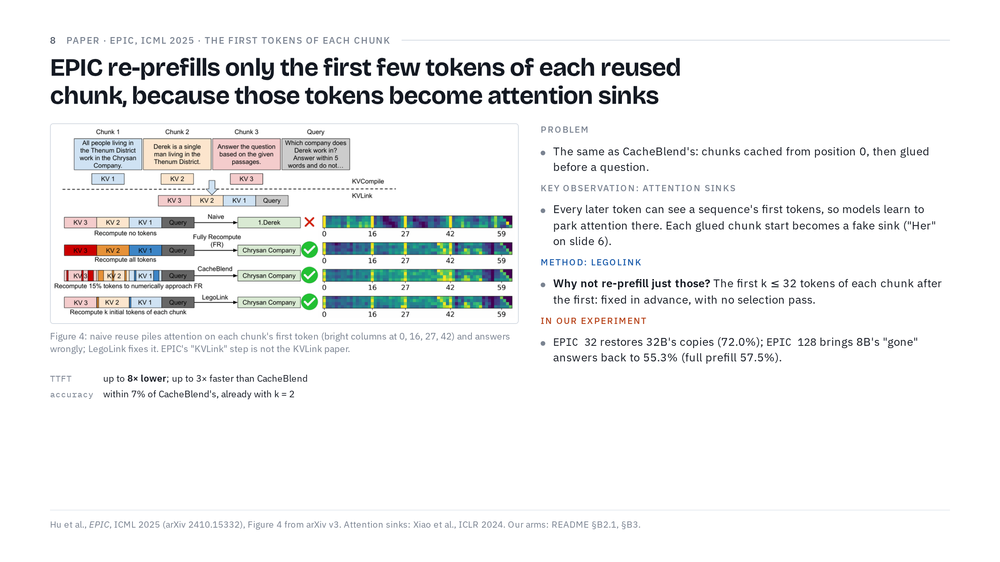 8 PAPER · EPIC, ICML 2025 · THE FIRST TOKENS OF EACH CHUNK
EPIC re-prefills only the first few tokens of each reused
chunk, because those tokens become attention sinks
Chunk 1 Chunk 2 Chunk 3 Query
All people living in
the Thenum District
work in the Chrysan
Company.
Derek is a single
man living in the
Thenum District.
Answer the question
based on the given
passages.
Which company does
Derek work in?
Answer within 5
words and do not...
KV 1 KV 2 KV 3
KVCompile
KVLink
KV 3 KV 2 KV 1 Query
KV 3 KV 2 KV 1 Query Naive 1.Derek
Recompute no tokens
0 16 27 42 59
Fully Recompute
(FR)
KV 3 KV 2 KV 1 Query Chrysan Company
Recompute all tokens
0 16 27 42 59
KV 3 KV 2 KV 1 Query CacheBlend Chrysan Company
Recompute 15% tokens to numerically approach FR
0 16 27 42 59
KV 3 KV 2 KV 1 Query LegoLink Chrysan Company
Recompute k initial tokens of each chunk
0 16 27 42 59
Figure 4: naive reuse piles attention on each chunk's first token (bright columns at 0, 16, 27, 42) and answers
wrongly; LegoLink fixes it. EPIC's "KVLink" step is not the KVLink paper.
TTFT up to 8× lower; up to 3× faster than CacheBlend
accuracy within 7% of CacheBlend's, already with k = 2
PROBLEM
The same as CacheBlend's: chunks cached from position 0, then glued
before a question.
KEY OBSERVATION: ATTENTION SINKS
Every later token can see a sequence's first tokens, so models learn to
park attention there. Each glued chunk start becomes a fake sink ("Her"
on slide 6).
METHOD: LEGOLINK
Why not re-prefill just those? The first k ≤ 32 tokens of each chunk after
the first: fixed in advance, with no selection pass.
IN OUR EXPERIMENT
EPIC 32 restores 32B's copies (72.0%); EPIC 128 brings 8B's "gone"
answers back to 55.3% (full prefill 57.5%).
Hu et al., EPIC, ICML 2025 (arXiv 2410.15332), Figure 4 from arXiv v3. Attention sinks: Xiao et al., ICLR 2024. Our arms: README §B2.1, §B3.